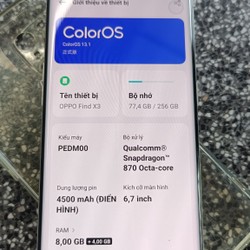 Giới thiệu về thiết bị
ColorOS
ColorOS 13.1
Tên thiết bị
OPPO Find X3
Bộ nhớ
77,4 GB / 256 GB
Kiểu máy
PEDM00
Bộ xử lý
Qualcomm®
Snapdragon™
870 Octa-core
Dung lượng pin
4500 mAh (ĐIỂN
HÌNH)
Kích cỡ màn hình
6,7 inch
RAM
8,00 GB + 4,00 GB